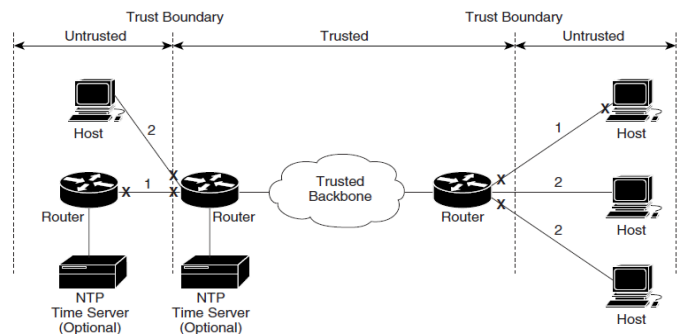 Trust Boundary
Trust Boundary
Untrusted
Trusted
Untrusted
Host
2
1
Router
Router
NTP
Time Server
(Optional)
NTP
Time Server
(Optional)
Trusted
Backbone
Router
1
2
2
Host
Host
Host
X
X
X
X
X
X